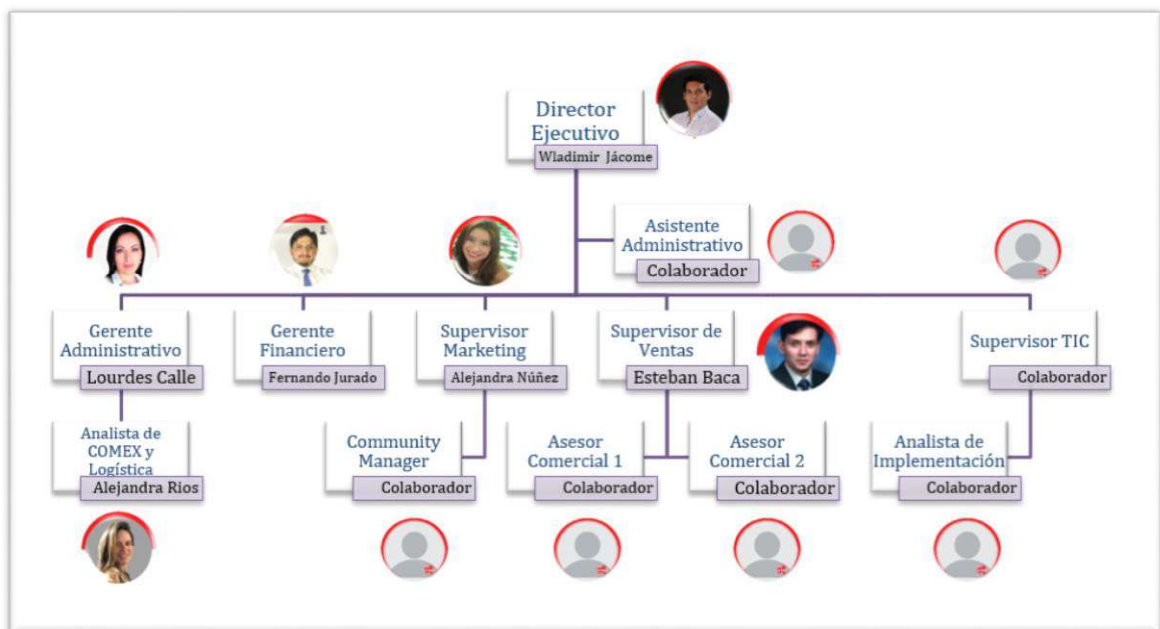 Director
Ejecutivo
Wladimir Jácome
Asistente
Administrativo
Colaborador
Gerente
Administrativo
Lourdes Calle
Gerente
Financiero
Fernando Jurado
Supervisor
Marketing
Alejandra Núñez
Supervisor de
Ventas
Esteban Baca
Supervisor TIC
Colaborador
Analista de
COMEX y
Logística
Alejandra Rios
Community
Manager
Colaborador
Asesor
Comercial 1
Colaborador
Asesor
Comercial 2
Colaborador
Analista de
Implementación
Colaborador